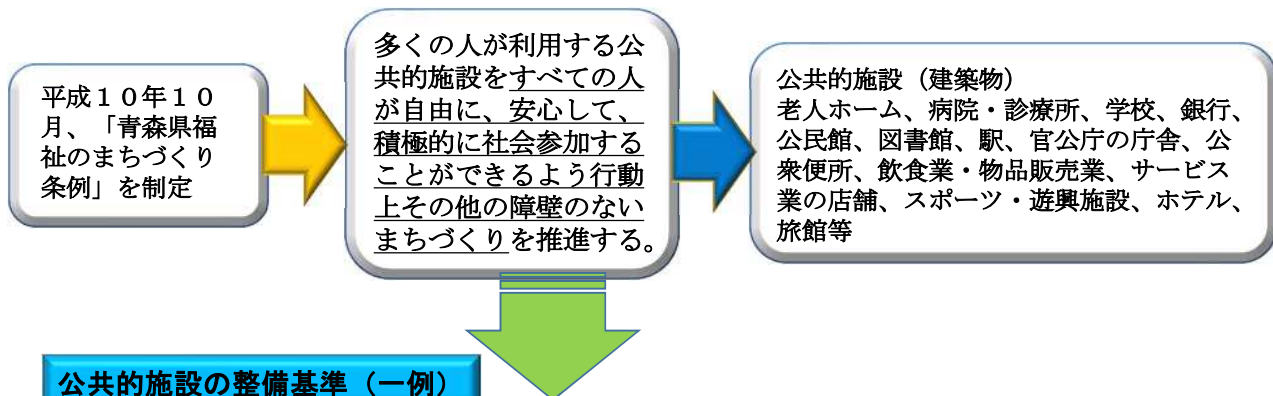 平成１０年１０
月、「青森県福
祉のまちづくり
条例」を制定
多くの人が利用する公
共的施設をすべての人
が自由に、安心して、
積極的に社会参加する
ことができるよう行動
上その他の障壁のない
まちづくりを推進する。
公共的施設（建築物）
老人ホーム、病院・診療所、学校、銀行、
公民館、図書館、駅、官公庁の庁舎、公
衆便所、飲食業・物品販売業、サービス
業の店舗、スポーツ・遊興施設、ホテル、
旅館等
公共的施設の整備基準（一例）